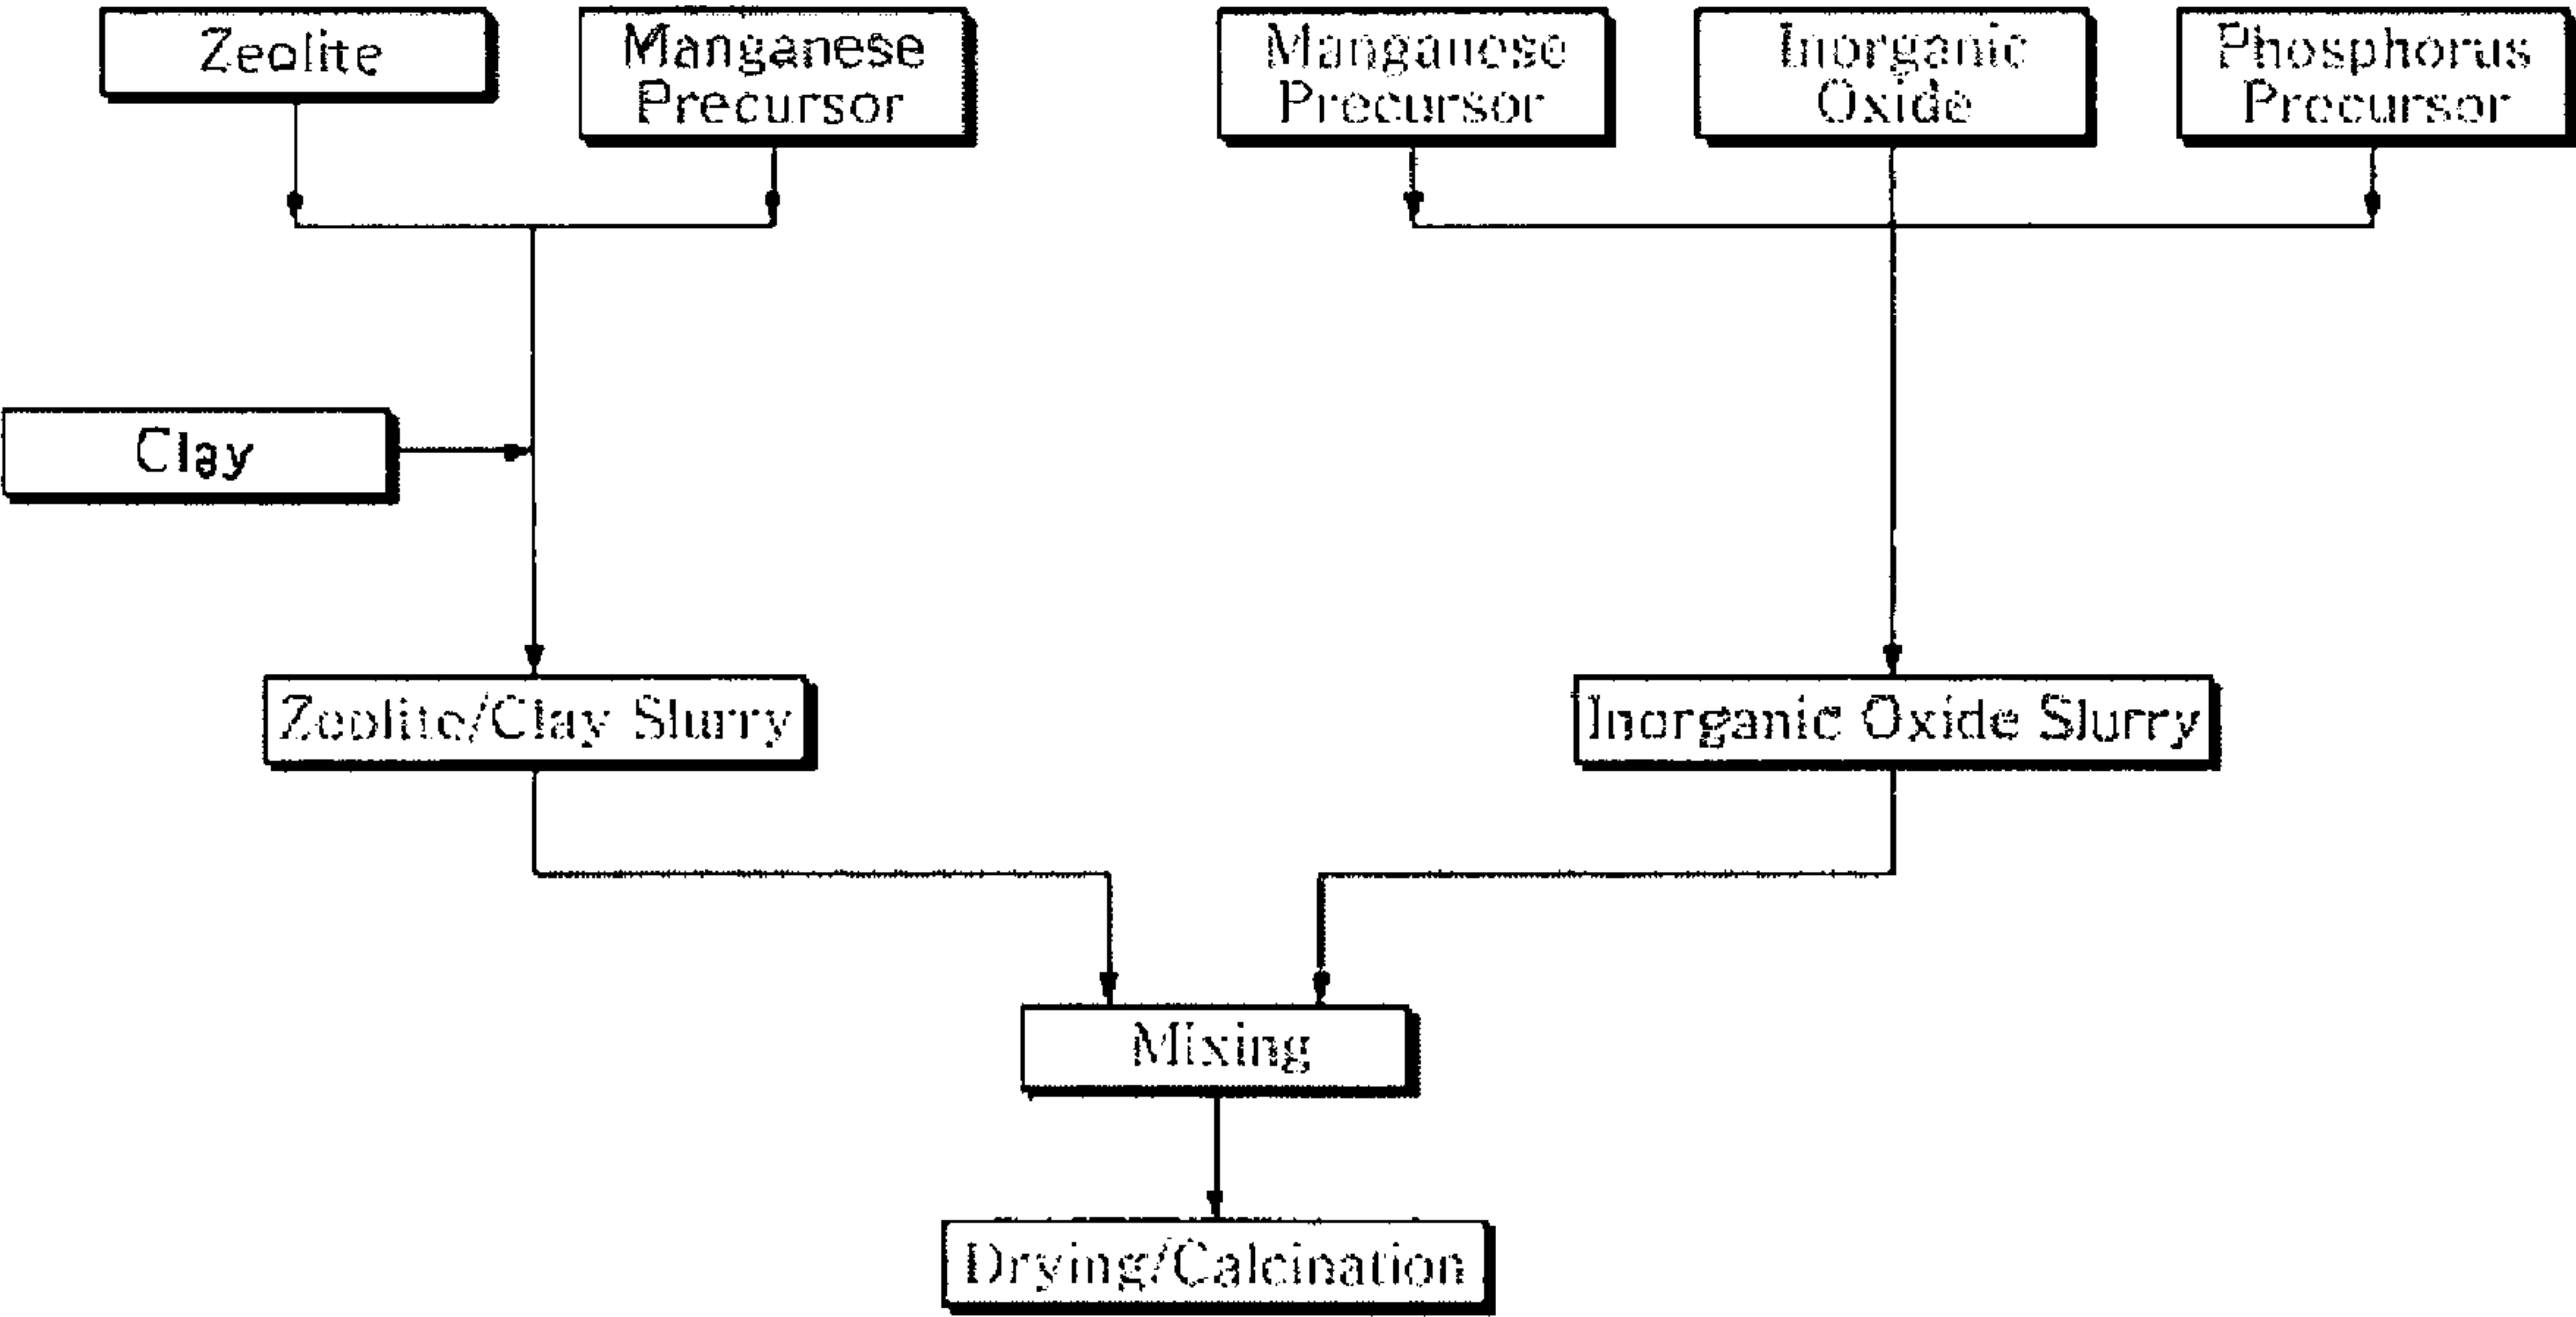 Zeolite
Manganese
Precursor
Manganese
Precursor
Inorganic
Oxide
Phosphorus
Precursor
Clay
Zeolite/Clay Slurry
Inorganic Oxide Slurry
Mixing
Drying/Calcination